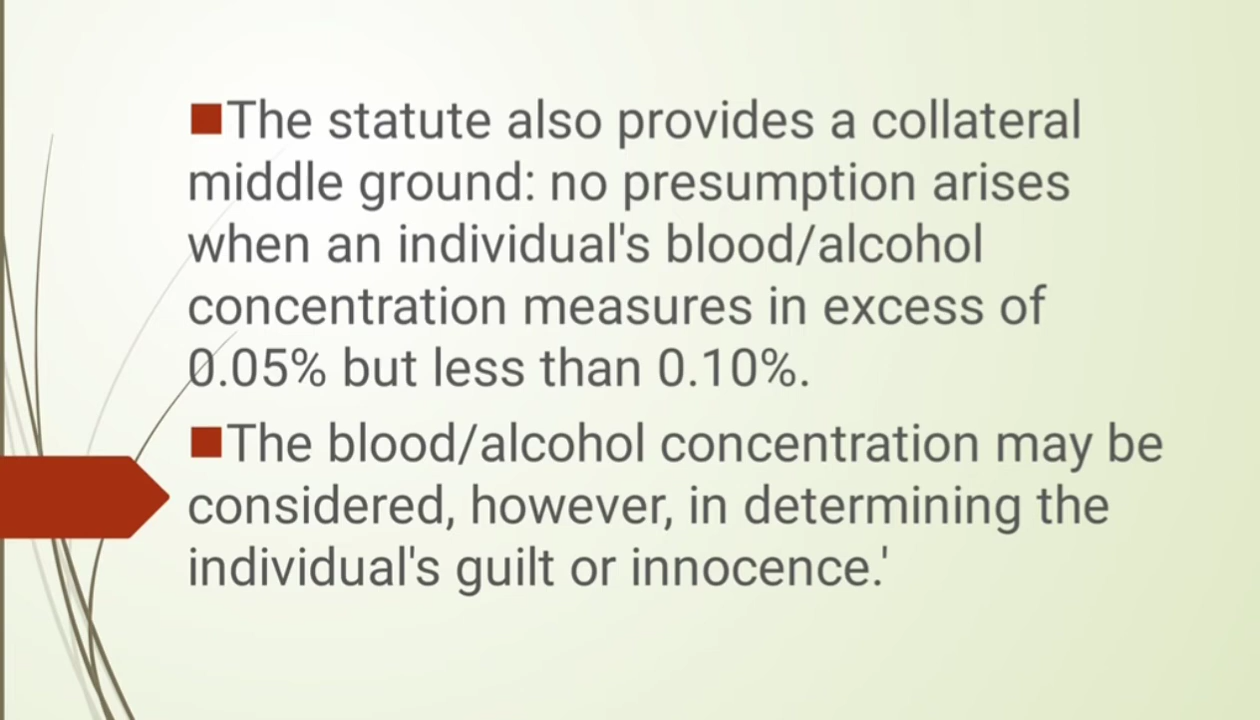 ■The statute also provides a collateral
middle ground: no presumption arises
when an individual's blood/alcohol
concentration measures in excess of
0.05% but less than 0.10%.
■The blood/alcohol concentration may be
considered, however, in determining the
individual's guilt or innocence.'